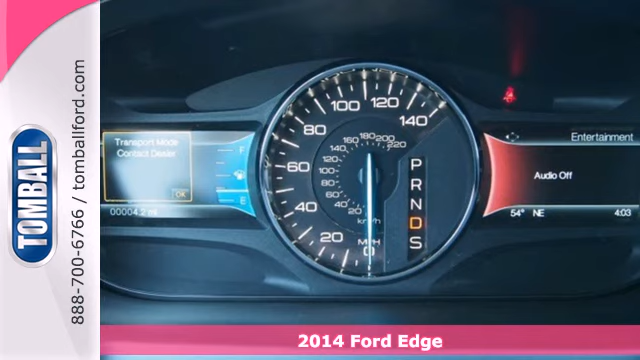 TOMBALL
888-700-6766 / tomballford.com
Transport Mode
Contact Dealer
OK
00004.2 mi
F
E
0
20
40
60
80
100
120
140
MPH
20
40
60
80
100
120
140
160
180
200
220
km/h
P
R
N
D
S
Entertainment
Audio Off
54° NE 4:03
2014 Ford Edge